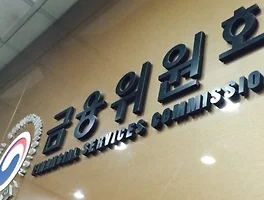 금융위원회
FINANCIAL SERVICES COMMISSION